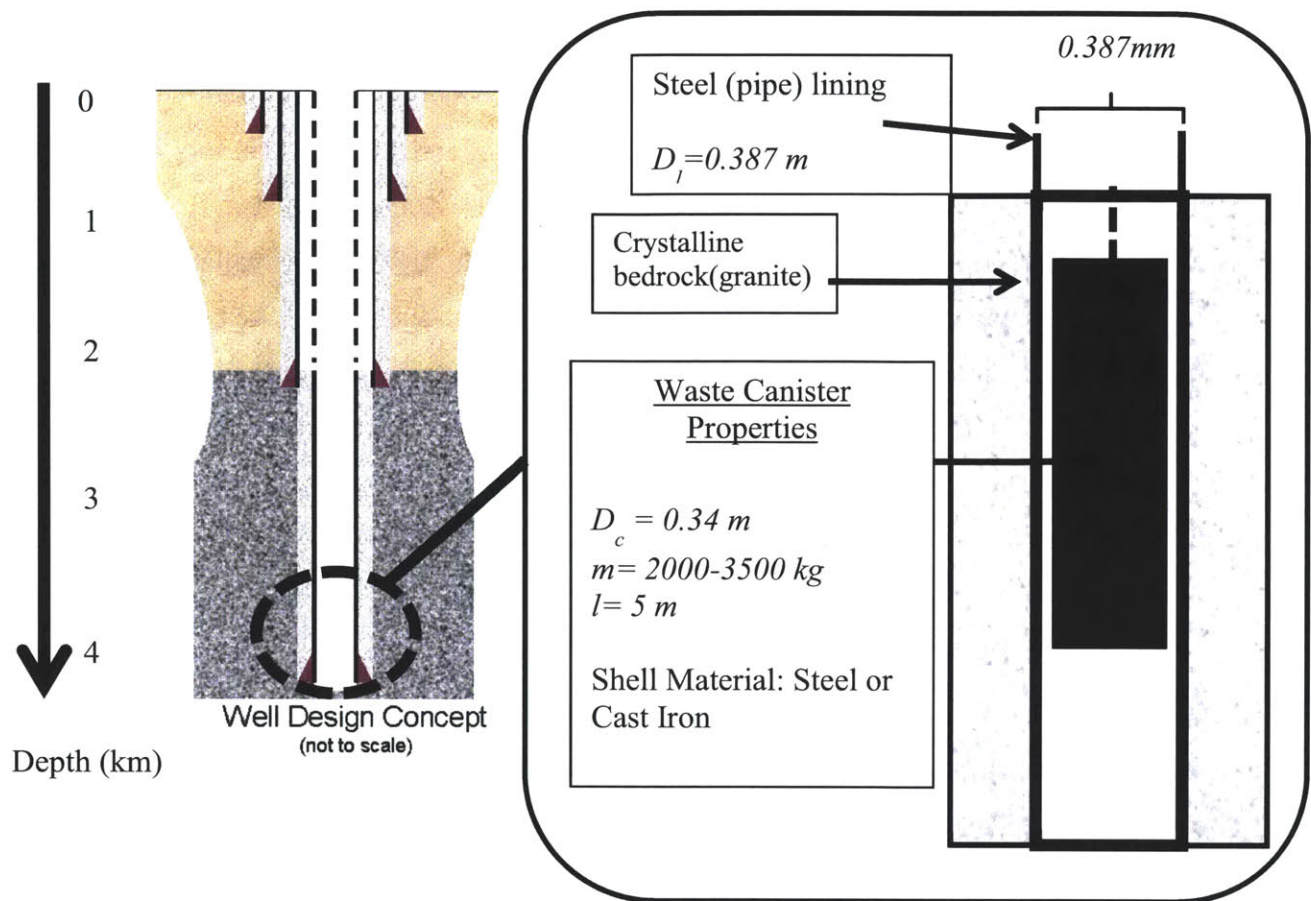 0
1
2
3
4
Depth (km)
Well Design Concept
(not to scale)
0.387mm
Steel (pipe) lining
D_l=0.387 m
Crystalline
bedrock(granite)
Waste Canister
Properties
D_c = 0.34 m
m= 2000-3500 kg
l= 5 m
Shell Material: Steel or
Cast Iron